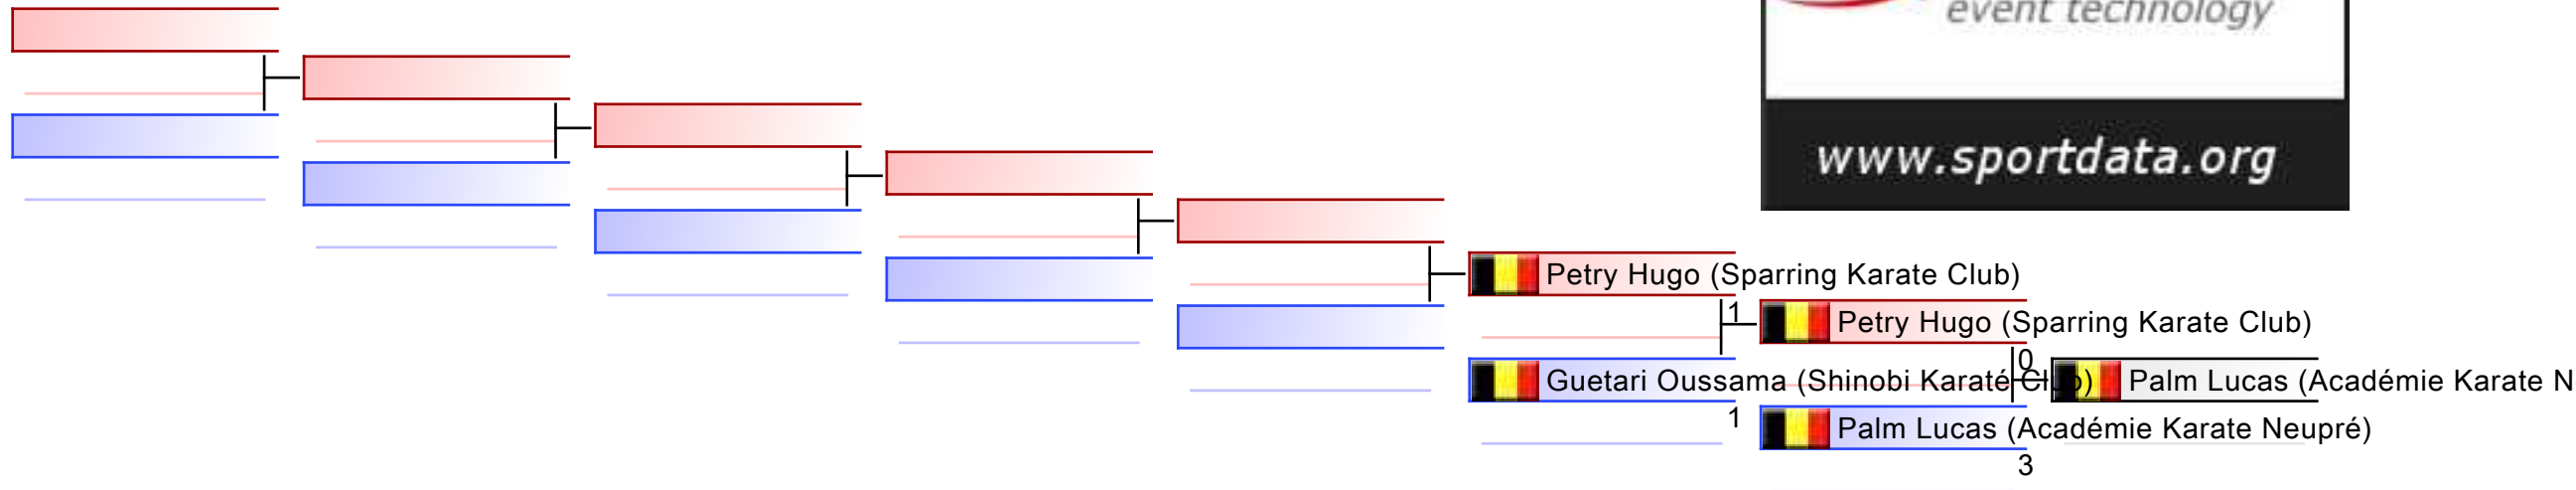 event technology
www.sportdata.org
Petry Hugo (Sparring Karate Club)
1
Petry Hugo (Sparring Karate Club)
0
Guetari Oussama (Shinobi Karaté Club)
Palm Lucas (Académie Karate N
1
Palm Lucas (Académie Karate Neupré)
3